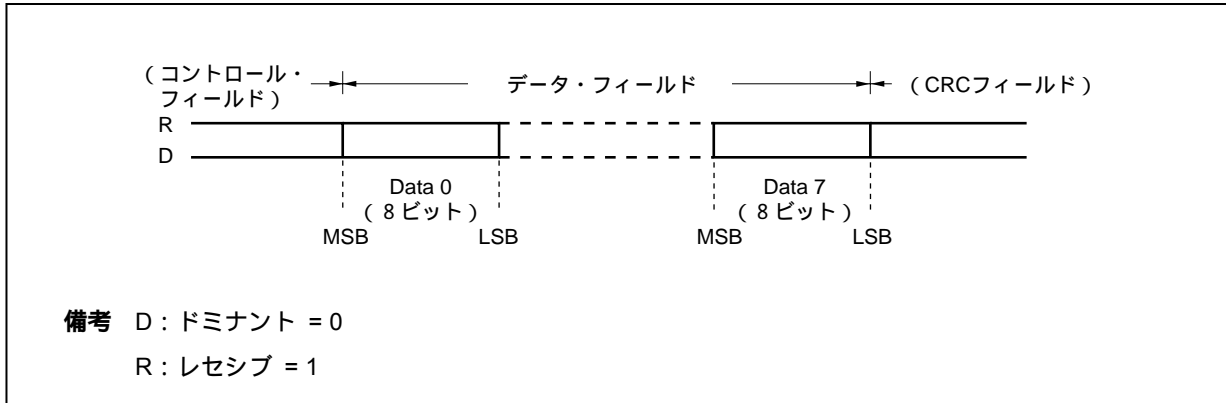 （コントロール・
フィールド）
データ・フィールド
（CRCフィールド）
R
D
Data 0
（８ビット）
Data 7
（８ビット）
MSB
LSB
MSB
LSB
備考 D：ドミナント = 0
R：レセシブ = 1